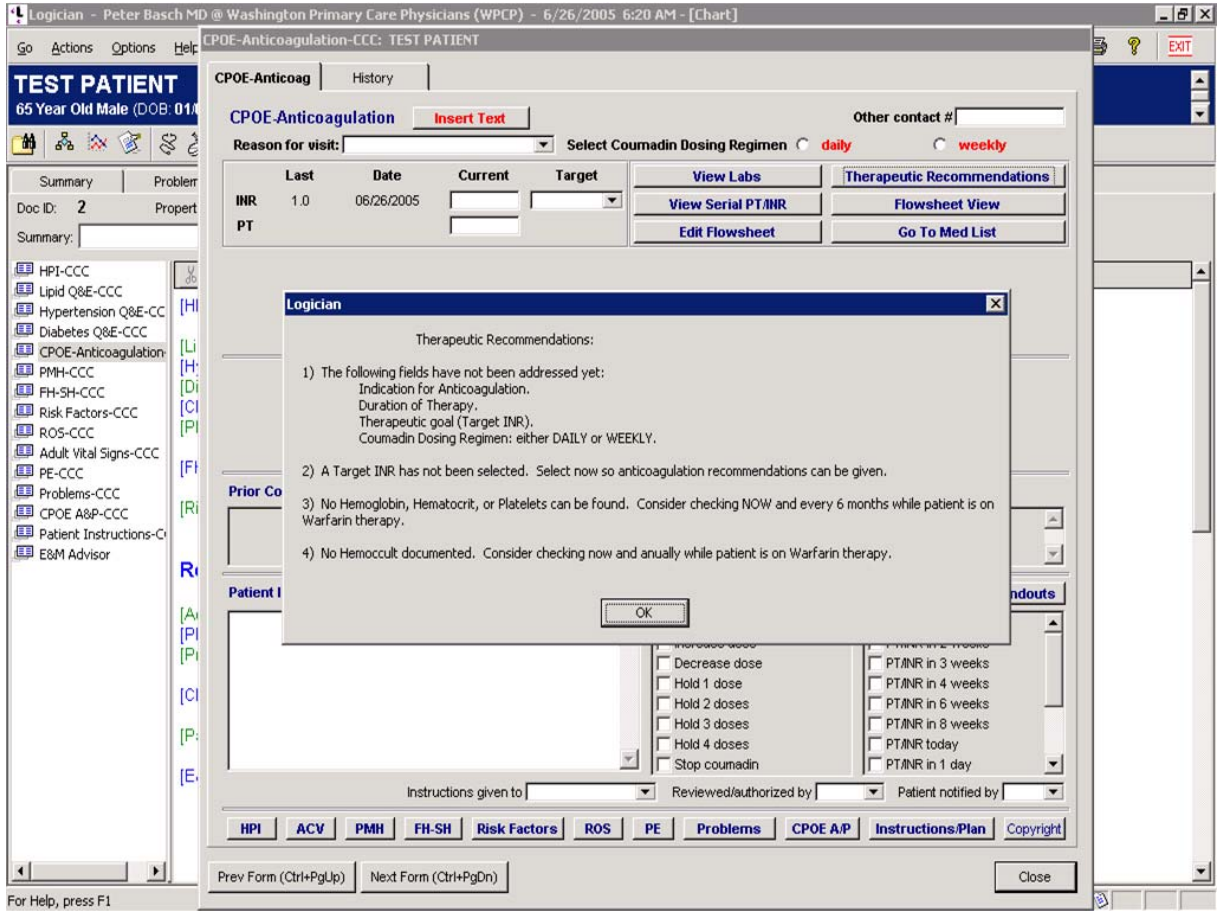 Logician - Peter Basch MD @ Washington Primary Care Physicians (WPCP) - 6/26/2005 6:20 AM - [Chart]
Go Actions Options Help
EXIT
TEST PATIENT
65 Year Old Male (DOB: 01/
Summary
Doc ID: 2
Summary:
HPI-CCC
Lipid Q&E-CCC
Hypertension Q&E-CC
Diabetes Q&E-CCC
CPOE-Anticoagulation-
PMH-CCC
FH-SH-CCC
Risk Factors-CCC
ROS-CCC
Adult Vital Signs-CCC
PE-CCC
Problems-CCC
CPOE A&P-CCC
Patient Instructions-C
E&M Advisor
CPOE-Anticoagulation-CCC: TEST PATIENT
CPOE-Anticoag History
CPOE-Anticoagulation Insert Text Other contact #
Reason for visit: Select Coumadin Dosing Regimen daily weekly
Last Date Current Target
INR 1.0 06/26/2005
PT
View Labs Therapeutic Recommendations
View Serial PT/INR Flowsheet View
Edit Flowsheet Go To Med List
Logician
Therapeutic Recommendations:
1) The following fields have not been addressed yet:
Indication for Anticoagulation.
Duration of Therapy.
Therapeutic goal (Target INR).
Coumadin Dosing Regimen: either DAILY or WEEKLY.
2) A Target INR has not been selected. Select now so anticoagulation recommendations can be given.
3) No Hemoglobin, Hematocrit, or Platelets can be found. Consider checking NOW and every 6 months while patient is on
Warfarin therapy.
4) No Hemoccult documented. Consider checking now and anually while patient is on Warfarin therapy.
OK
Prior Co
Patient I
ndouts
Decrease dose
Hold 1 dose
Hold 2 doses
Hold 3 doses
Hold 4 doses
Stop coumadin
PT/INR in 3 weeks
PT/INR in 4 weeks
PT/INR in 6 weeks
PT/INR in 8 weeks
PT/INR today
PT/INR in 1 day
Instructions given to Reviewed/authorized by Patient notified by
HPI ACV PMH FH-SH Risk Factors ROS PE Problems CPOE A/P Instructions/Plan Copyright
Prev Form (Ctrl+PgUp) Next Form (Ctrl+PgDn) Close
For Help, press F1